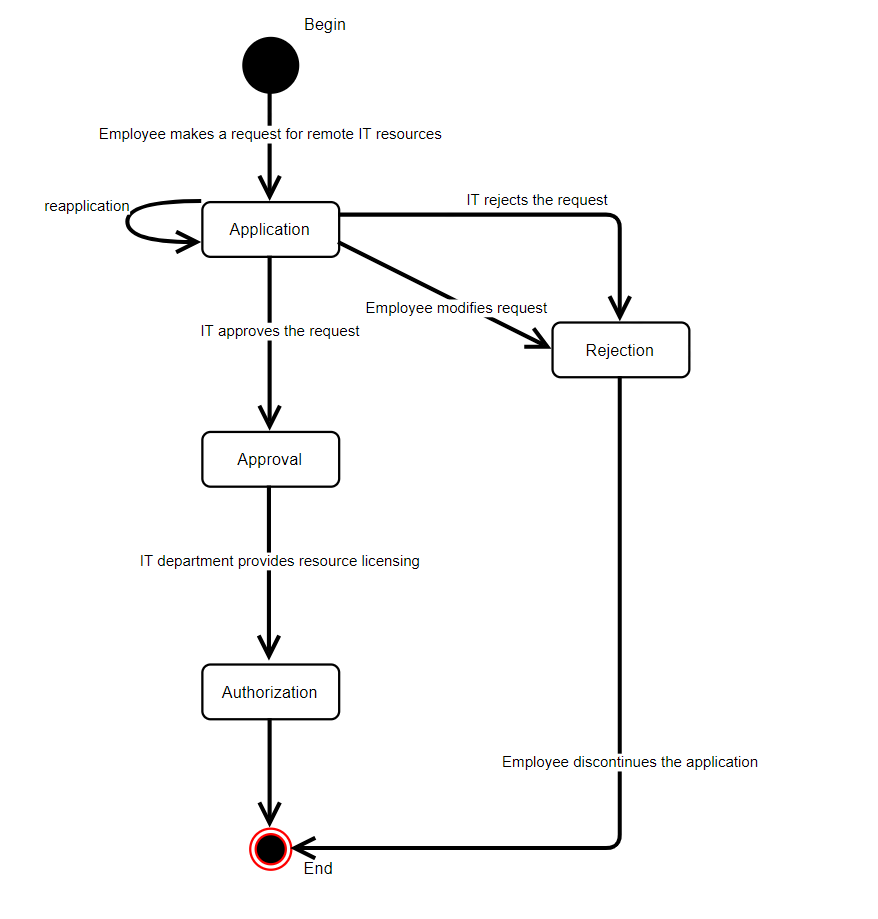 Begin
Employee makes a request for remote IT resources
IT rejects the request
reapplication
Application
Employee modifies request
IT approves the request
Rejection
Approval
IT department provides resource licensing
Authorization
Employee discontinues the application
End